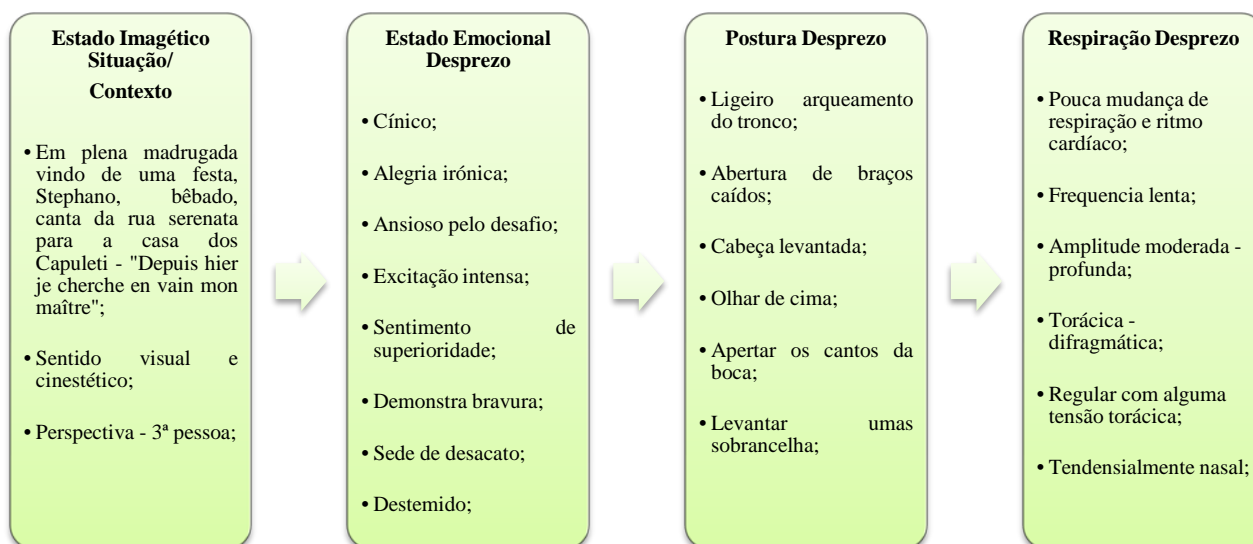 Estado Imagético
Situação/
Contexto
• Em plena madrugada
vindo de uma festa,
Stephano, bêbado,
canta da rua serenata
para a casa dos
Capuleti - "Depuis hier
je cherche en vain mon
maître";
• Sentido visual e
cinestético;
• Perspectiva - 3ª pessoa;
Estado Emocional
Desprezo
• Cínico;
• Alegria irónica;
• Ansioso pelo desafio;
• Excitação intensa;
• Sentimento de
superioridade;
• Demonstra bravura;
• Sede de desacato;
• Destemido;
Postura Desprezo
• Ligeiro arqueamento
do tronco;
• Abertura de braços
caídos;
• Cabeça levantada;
• Olhar de cima;
• Apertar os cantos da
boca;
• Levantar umas
sobrancelha;
Respiração Desprezo
• Pouca mudança de
respiração e ritmo
cardíaco;
• Frequencia lenta;
• Amplitude moderada -
profunda;
• Torácica -
difragmática;
• Regular com alguma
tensão torácica;
• Tendensialmente nasal;